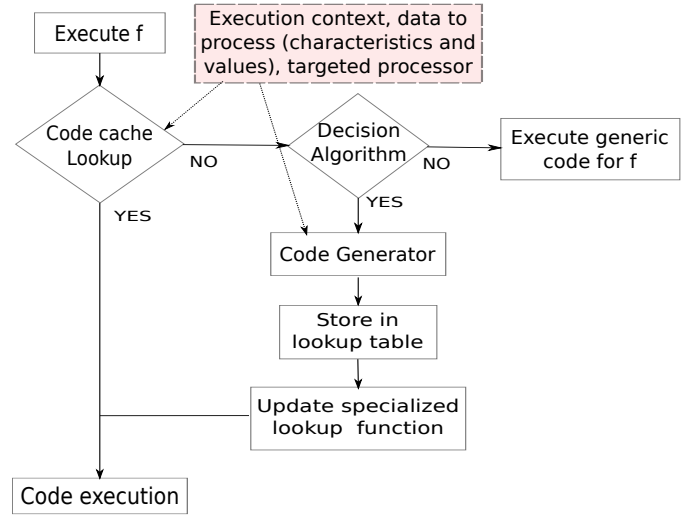 Execute f
Execution context, data to
process (characteristics and
values), targeted processor
Code cache
Lookup
NO
YES
Decision
Algorithm
NO
YES
Execute generic
code for f
Code Generator
Store in
lookup table
Update specialized
lookup function
Code execution